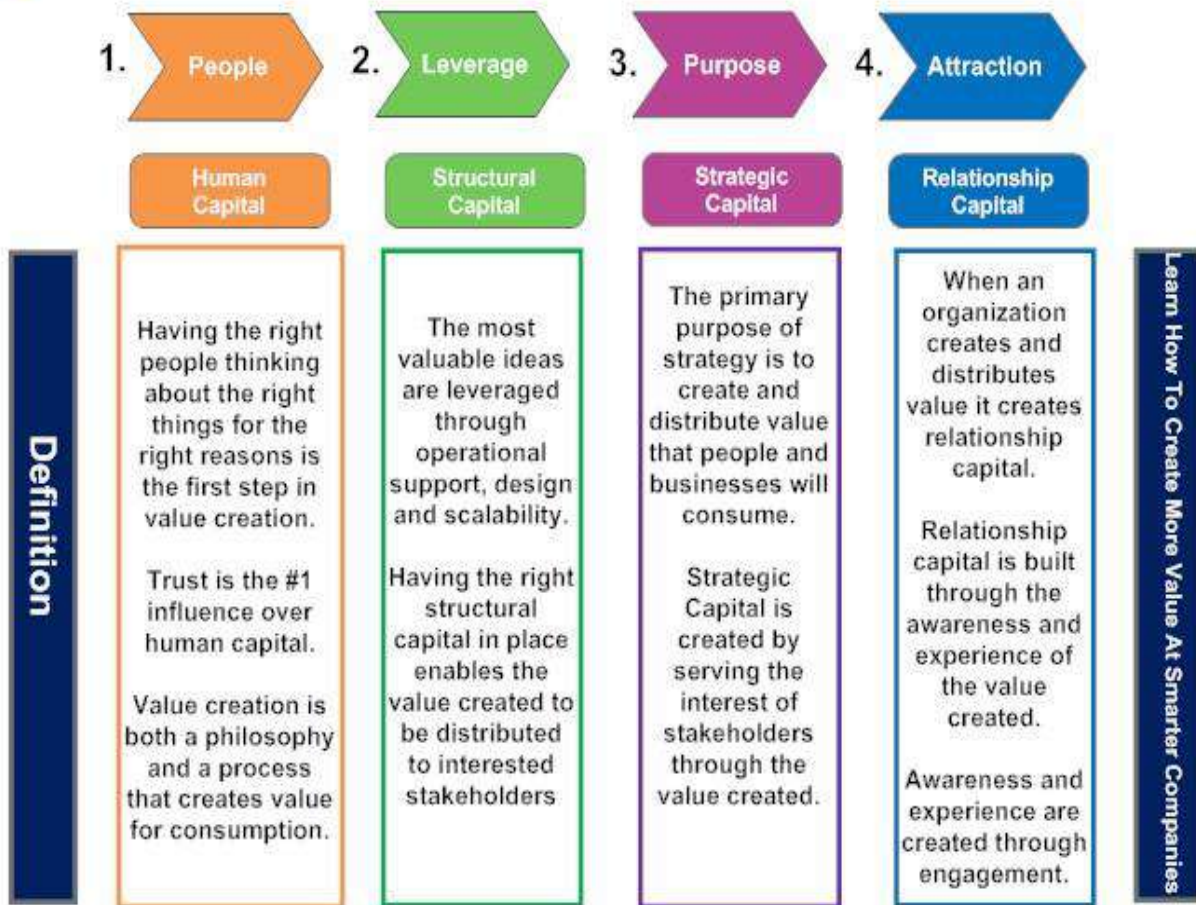 1.
People
2.
Leverage
3.
Purpose
4.
Attraction
Human
Capital
Structural
Capital
Strategic
Capital
Relationship
Capital
Definition
Having the right
people thinking
about the right
things for the
right reasons is
the first step in
value creation.
Trust is the #1
influence over
human capital.
Value creation is
both a philosophy
and a process
that creates value
for consumption.
The most
valuable ideas
are leveraged
through
operational
support, design
and scalability.
Having the right
structural
capital in place
enables the
value created to
be distributed
to interested
stakeholders
The primary
purpose of
strategy is to
create and
distribute value
that people and
businesses will
consume.
Strategic
Capital is
created by
serving the
interest of
stakeholders
through the
value created.
When an
organization
creates and
distributes
value it creates
relationship
capital.
Relationship
capital is built
through the
awareness and
experience of
the value
created.
Awareness and
experience are
created through
engagement.
Learn How To Create More Value At Smarter Companies